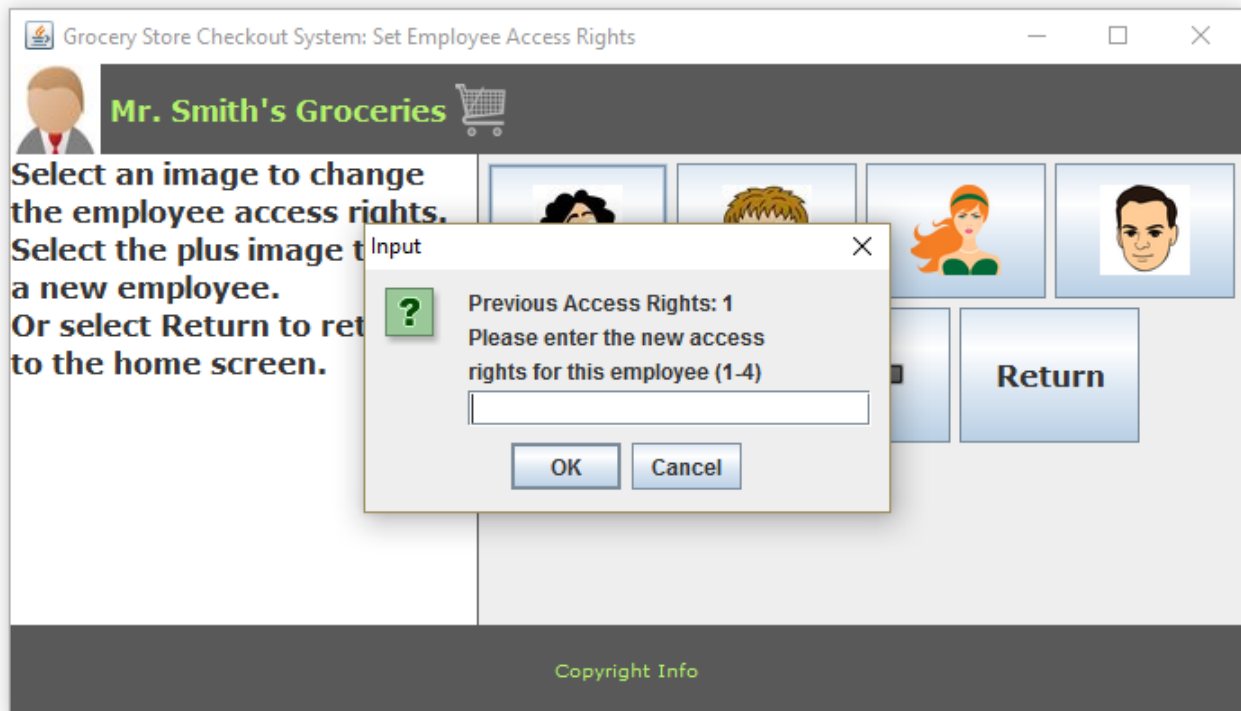 Grocery Store Checkout System: Set Employee Access Rights
Mr. Smith's Groceries
Select an image to change
the employee access rights.
Select the plus image
a new employee.
Or select Return to
to the home screen.
Input
?
Previous Access Rights: 1
Please enter the new access
rights for this employee (1-4)
OK
Cancel
Return
Copyright Info